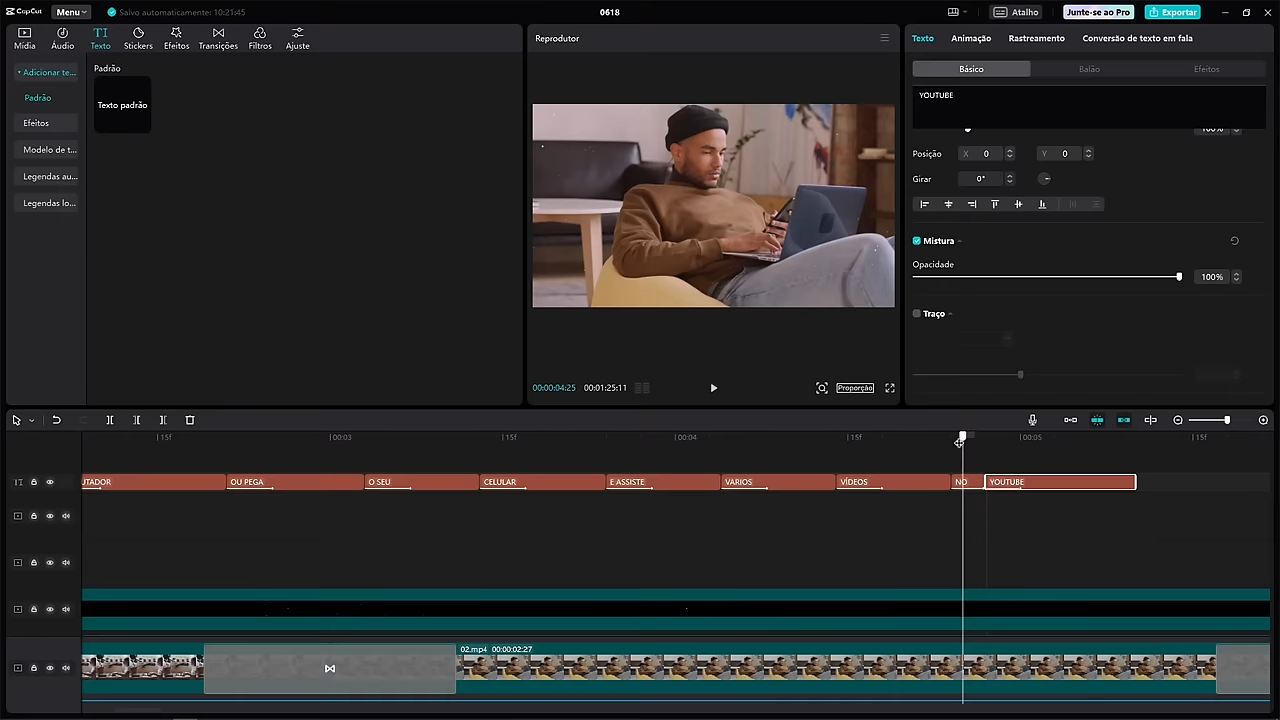 CapCut
Menu
Salvo automaticamente: 10:21:45
0618
Atalho
Junte-se ao Pro
Exportar
Mídia
Áudio
TI
Texto
Stickers
Efeitos
Transições
Filtros
Ajuste
Adicionar te...
Padrão
Efeitos
Modelo de t...
Legendas au...
Legendas lo...
Padrão
Texto padrão
Reprodutor
00:00:04:25
00:01:25:11
Proporção
Texto
Animação
Rastreamento
Conversão de texto em fala
Básico
Balão
Efeitos
YOUTUBE
100%
Posição X 0 Y 0
Girar 0°
Mistura
Opacidade
100%
Traço
15f
00:03
15f
00:04
15f
00:05
15f
UTADOR
OU PEGA
O SEU
CELULAR
E ASSISTE
VARIOS
VÍDEOS
NO
YOUTUBE
02.mp4 00:00:02:27